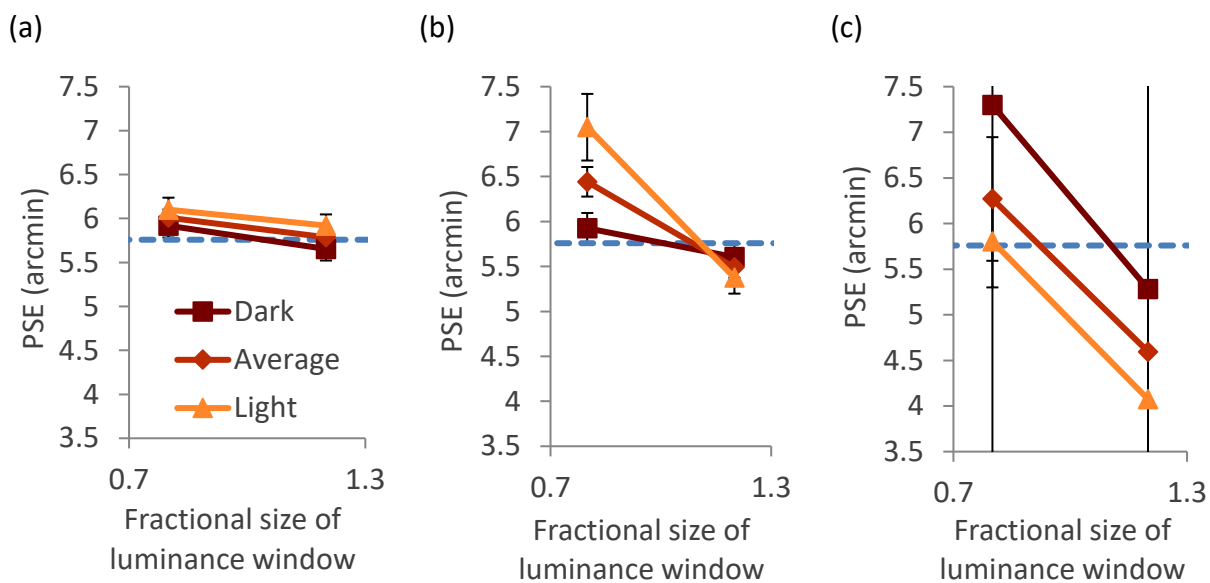 (a)
PSE (arcmin)
7.5
7
6.5
6
5.5
5
4.5
4
3.5
Dark
Average
Light
0.7
1.3
Fractional size of
luminance window
(b)
PSE (arcmin)
7.5
7
6.5
6
5.5
5
4.5
4
3.5
0.7
1.3
Fractional size of
luminance window
(c)
PSE (arcmin)
7.5
7
6.5
6
5.5
5
4.5
4
3.5
0.7
1.3
Fractional size of
luminance window